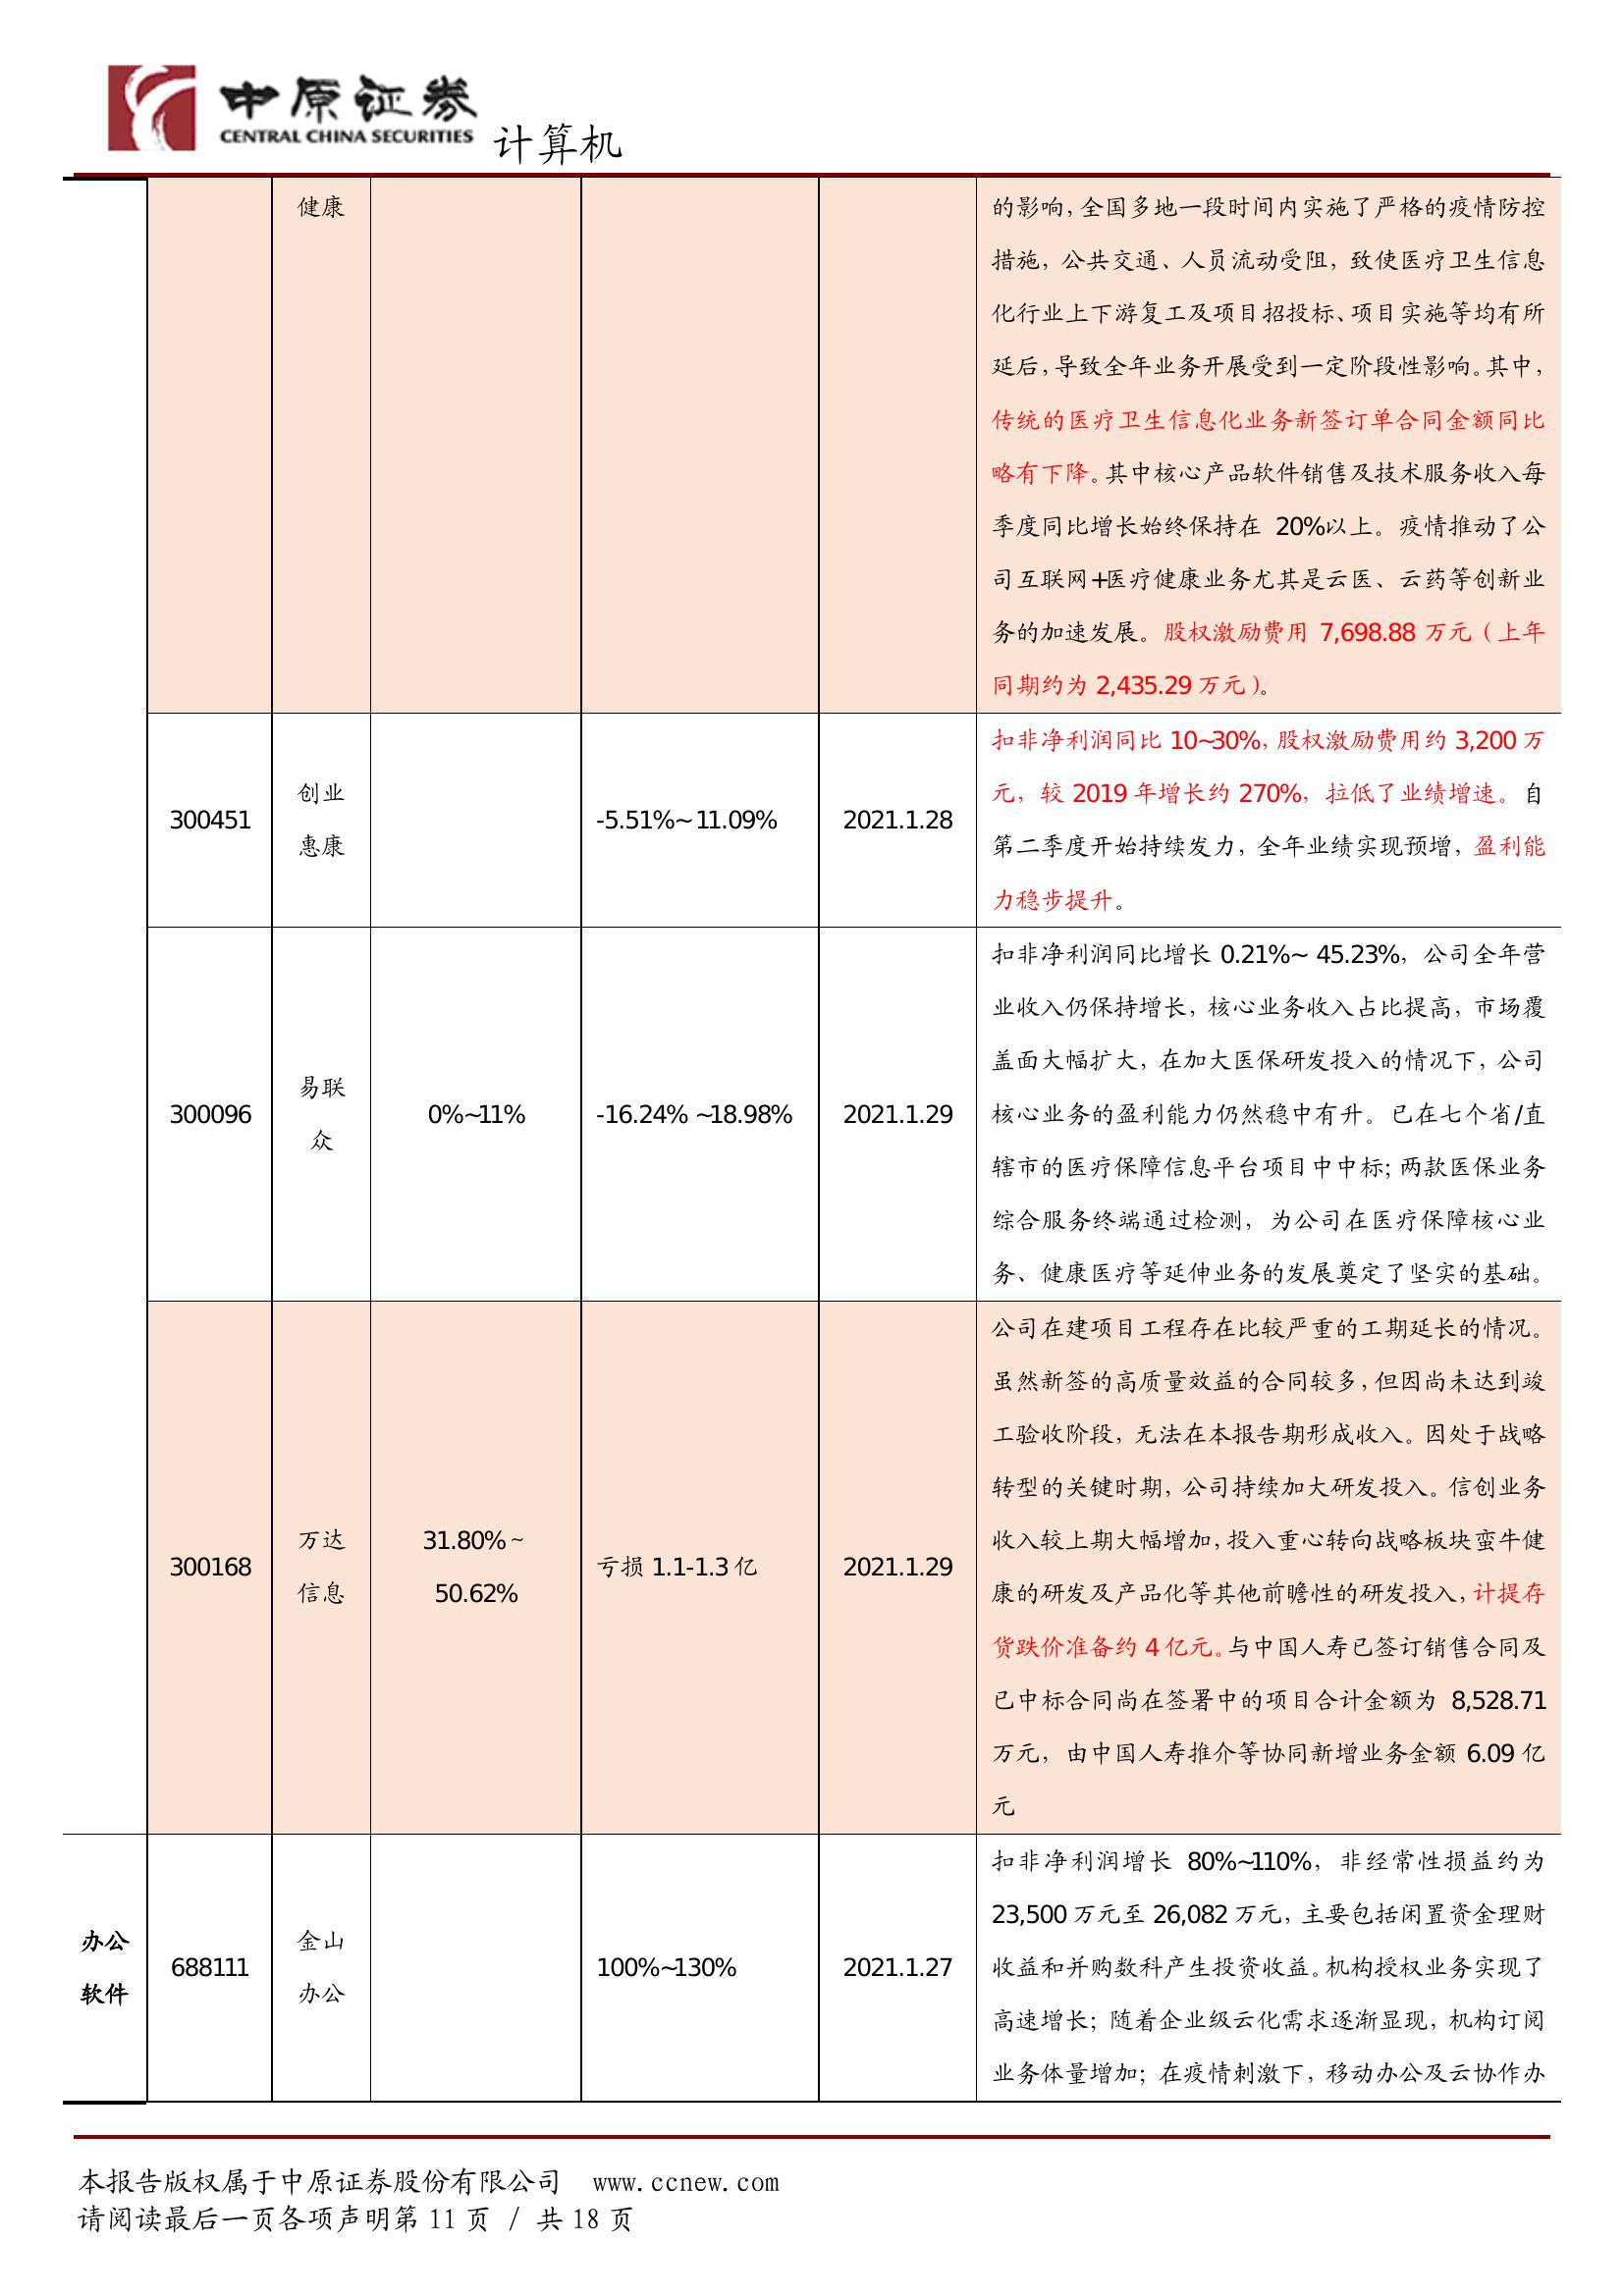 中原证券
CENTRAL CHINA SECURITIES
计算机
健康
的影响，全国多地一段时间内实施了严格的疫情防控
措施，公共交通、人员流动受阻，致使医疗卫生信息
化行业上下游复工及项目招投标、项目实施等均有所
延后，导致全年业务开展受到一定阶段性影响。其中，
传统的医疗卫生信息化业务新签订单合同金额同比
略有下降。其中核心产品软件销售及技术服务收入每
季度同比增长始终保持在 20%以上。疫情推动了公
司互联网+医疗健康业务尤其是云医、云药等创新业
务的加速发展。股权激励费用 7,698.88 万元（上年
同期约为 2,435.29 万元）。
300451
创业
惠康
-5.51%~ 11.09%
2021.1.28
扣非净利润同比 10~30%，股权激励费用约 3,200 万
元，较 2019 年增长约 270%，拉低了业绩增速。自
第二季度开始持续发力，全年业绩实现预增，盈利能
力稳步提升。
300096
易联
众
0%~11%
-16.24% ~18.98%
2021.1.29
扣非净利润同比增长 0.21%~ 45.23%，公司全年营
业收入仍保持增长，核心业务收入占比提高，市场覆
盖面大幅扩大，在加大医保研发投入的情况下，公司
核心业务的盈利能力仍然稳中有升。已在七个省/直
辖市的医疗保障信息平台项目中中标；两款医保业务
综合服务终端通过检测，为公司在医疗保障核心业
务、健康医疗等延伸业务的发展奠定了坚实的基础。
300168
万达
信息
31.80% ~
50.62%
亏损 1.1-1.3 亿
2021.1.29
公司在建项目工程存在比较严重的工期延长的情况。
虽然新签的高质量效益的合同较多，但因尚未达到竣
工验收阶段，无法在本报告期形成收入。因处于战略
转型的关键时期，公司持续加大研发投入。信创业务
收入较上期大幅增加，投入重心转向战略板块蛮牛健
康的研发及产品化等其他前瞻性的研发投入，计提存
货跌价准备约 4 亿元。与中国人寿已签订销售合同及
已中标合同尚在签署中的项目合计金额为 8,528.71
万元，由中国人寿推介等协同新增业务金额 6.09 亿
元
办公
软件
688111
金山
办公
100%~130%
2021.1.27
扣非净利润增长 80%~110%，非经常性损益约为
23,500 万元至 26,082 万元，主要包括闲置资金理财
收益和并购数科产生投资收益。机构授权业务实现了
高速增长；随着企业级云化需求逐渐显现，机构订阅
业务体量增加；在疫情刺激下，移动办公及云协作办
本报告版权属于中原证券股份有限公司 www.ccnew.com
请阅读最后一页各项声明第 11 页 / 共 18 页